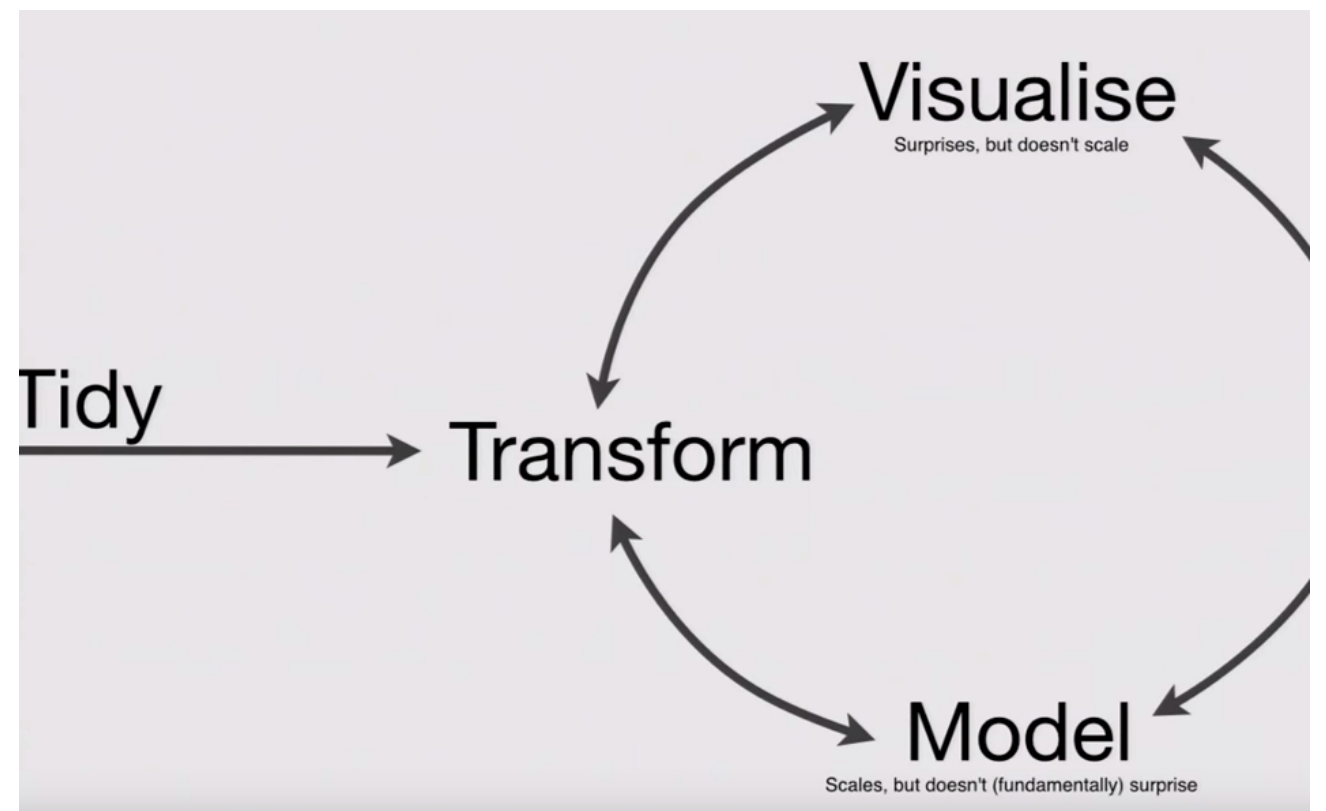 Visualise
Surprises, but doesn't scale
Tidy
Transform
Model
Scales, but doesn't (fundamentally) surprise